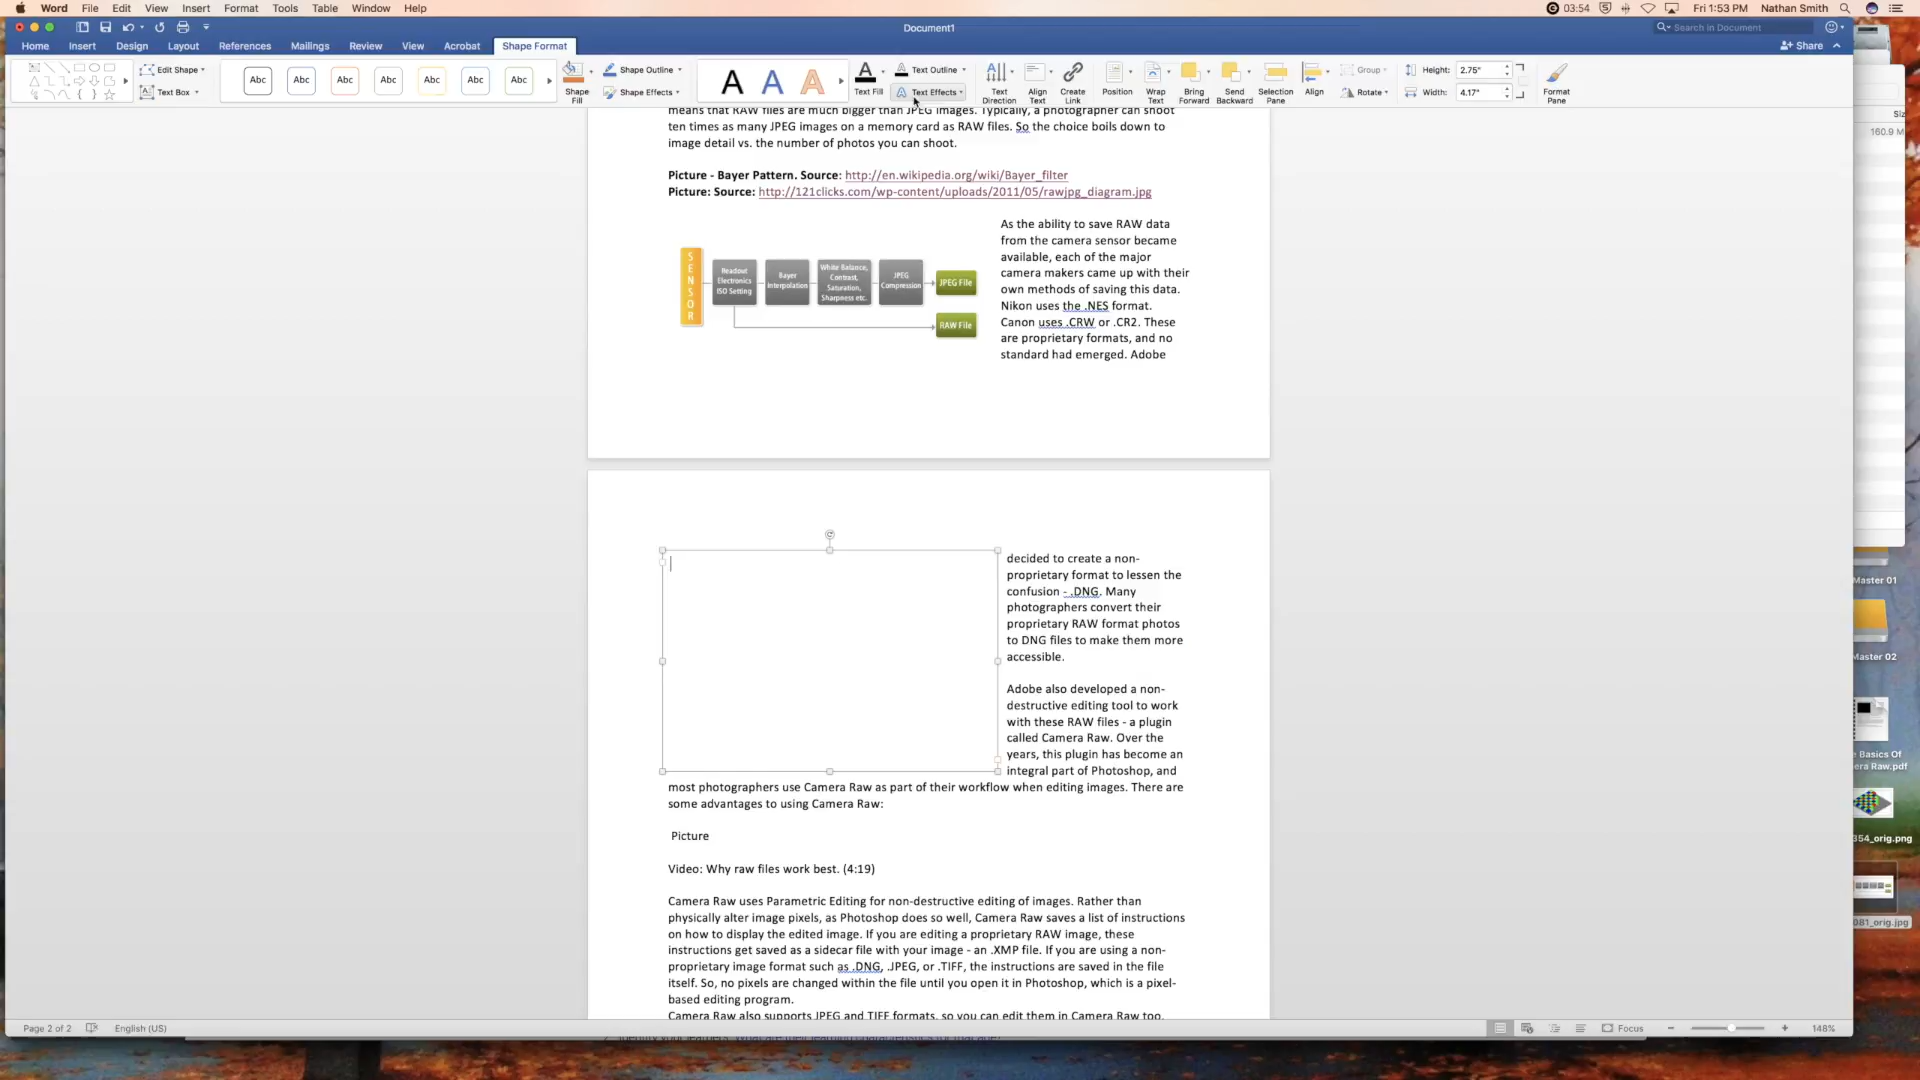 Word File Edit View Insert Format Tools Table Window Help
03:54 Fri 1:53 PM Nathan Smith
Document1
Search in Document
Home Insert Design Layout References Mailings Review View Acrobat Shape Format
Share
Edit Shape
Text Box
Abc Abc Abc Abc Abc Abc Abc
Shape Fill
Shape Outline
Shape Effects
A A A
Text Fill
Text Outline
Text Effects
Text Direction
Align Text
Create Link
Position
Wrap Text
Bring Forward
Send Backward
Selection Pane
Align
Group
Rotate
Height: 2.75"
Width: 4.17"
Format Pane
means that RAW files are much bigger than JPEG images. Typically, a photographer can shoot
ten times as many JPEG images on a memory card as RAW files. So the choice boils down to
image detail vs. the number of photos you can shoot.
Picture - Bayer Pattern. Source: http://en.wikipedia.org/wiki/Bayer_filter
Picture: Source: http://121clicks.com/wp-content/uploads/2011/05/rawjpg_diagram.jpg
SENSOR
Readout Electronics ISO Setting
Bayer Interpolation
White Balance, Contrast, Saturation, Sharpness etc.
JPEG Compression
JPEG File
RAW File
As the ability to save RAW data
from the camera sensor became
available, each of the major
camera makers came up with their
own methods of saving this data.
Nikon uses the .NES format.
Canon uses .CRW or .CR2. These
are proprietary formats, and no
standard had emerged. Adobe
decided to create a non-
proprietary format to lessen the
confusion - .DNG. Many
photographers convert their
proprietary RAW format photos
to DNG files to make them more
accessible.
Adobe also developed a non-
destructive editing tool to work
with these RAW files - a plugin
called Camera Raw. Over the
years, this plugin has become an
integral part of Photoshop, and
most photographers use Camera Raw as part of their workflow when editing images. There are
some advantages to using Camera Raw:
Picture
Video: Why raw files work best. (4:19)
Camera Raw uses Parametric Editing for non-destructive editing of images. Rather than
physically alter image pixels, as Photoshop does so well, Camera Raw saves a list of instructions
on how to display the edited image. If you are editing a proprietary RAW image, these
instructions get saved as a sidecar file with your image - an .XMP file. If you are using a non-
proprietary image format such as .DNG, .JPEG, or .TIFF, the instructions are saved in the file
itself. So, no pixels are changed within the file until you open it in Photoshop, which is a pixel-
based editing program.
Camera Raw also supports JPEG and TIFF formats, so you can edit them in Camera Raw too.
Page 2 of 2 English (US)
Focus 148%
Siz
160.9 M
Master 01
Master 02
e Basics Of
era Raw.pdf
354_orig.png
081_orig.jpg